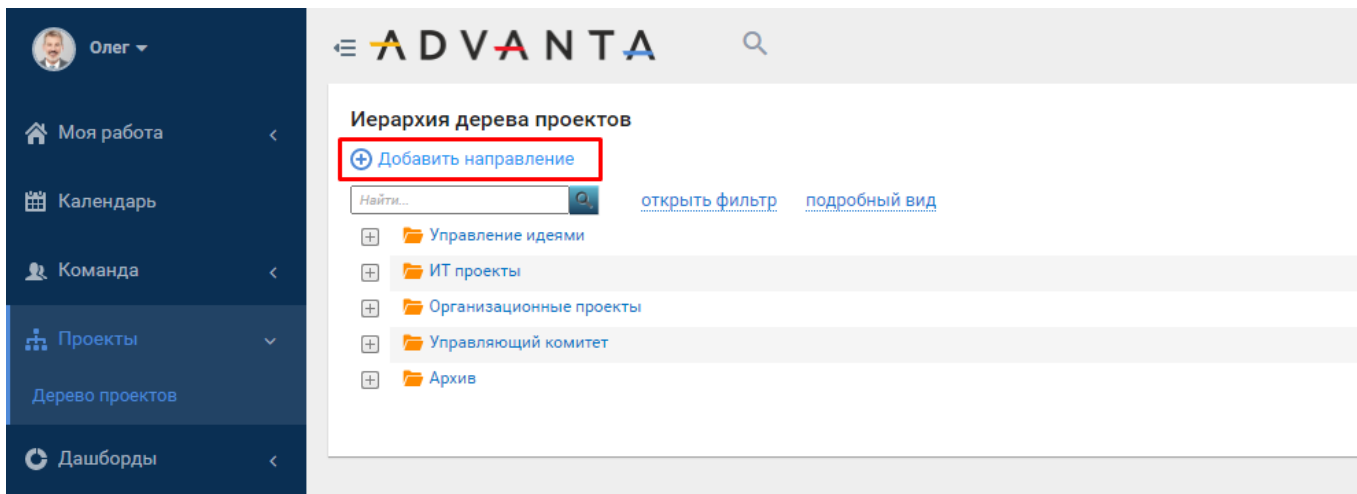 Олег
ADVANTA
Моя работа
Календарь
Команда
Проекты
Дерево проектов
Дашборды
Иерархия дерева проектов
Добавить направление
Найти... открыть фильтр подробный вид
Управление идеями
ИТ проекты
Организационные проекты
Управляющий комитет
Архив